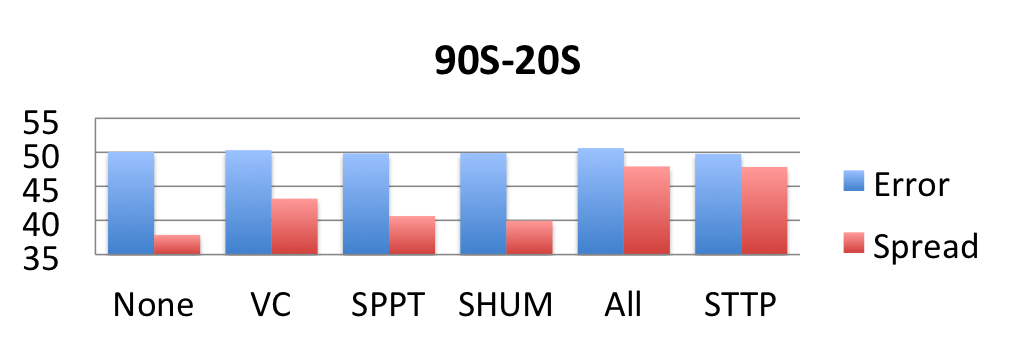 90S-20S
55
50
45
40
35
None VC SPPT SHUM All STTP
Error
Spread